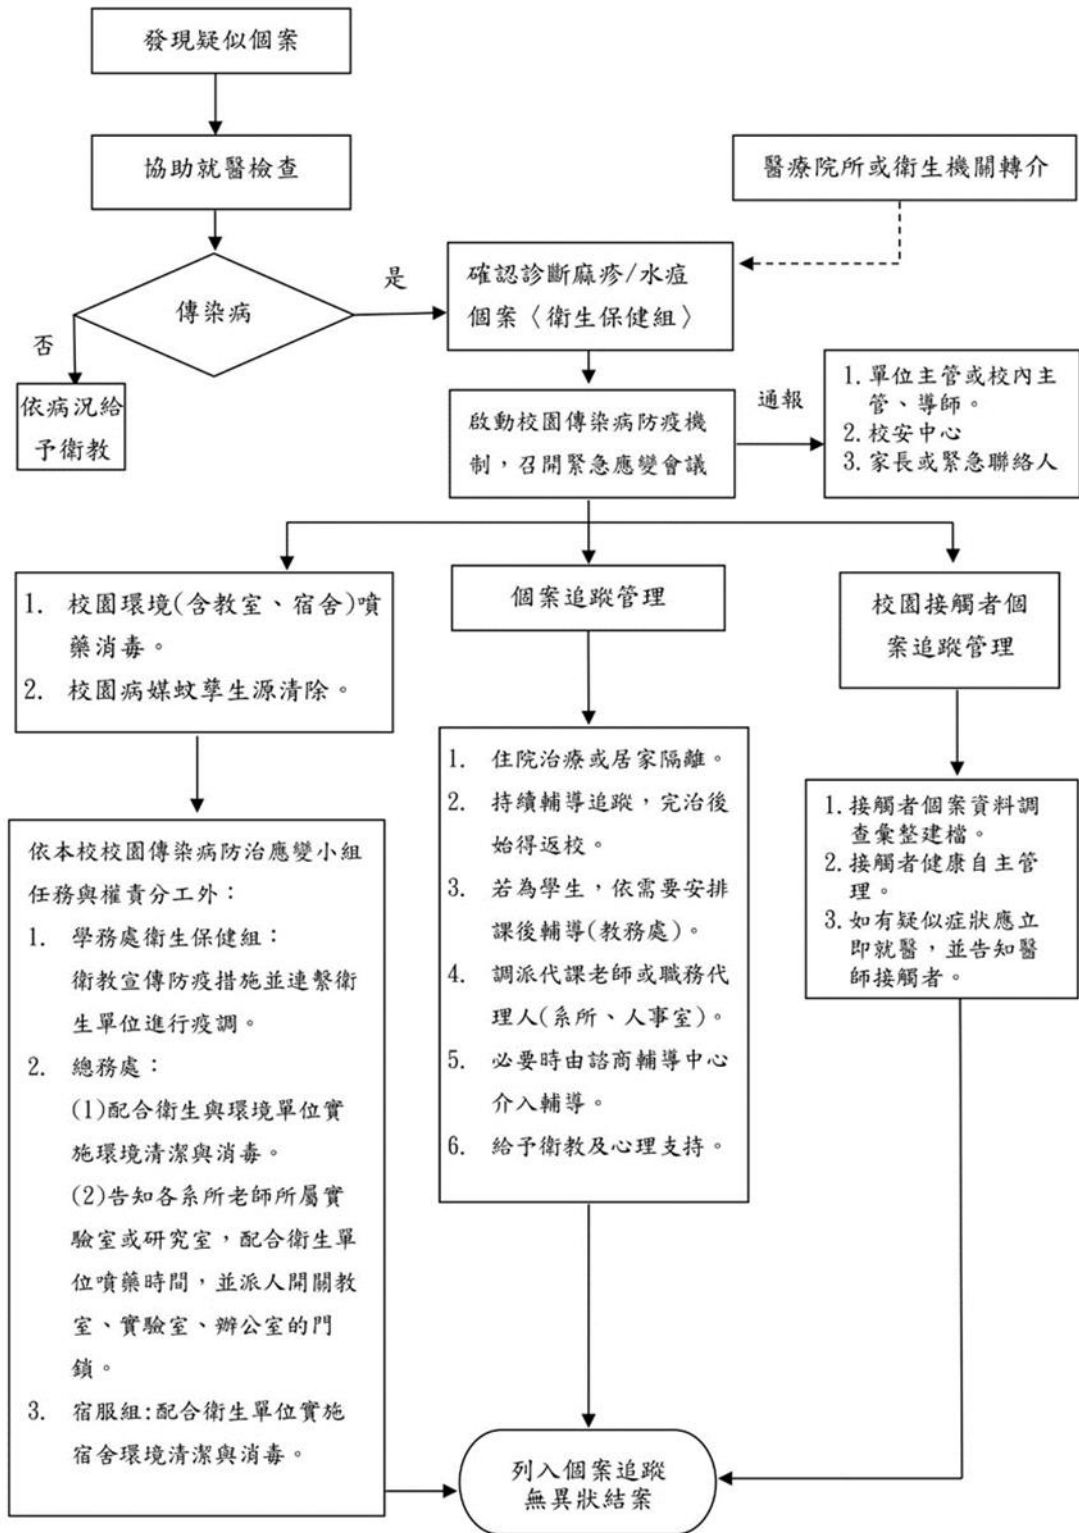 發現疑似個案
協助就醫檢查
醫療院所或衛生機關轉介
傳染病
是
否
確認診斷麻疹/水痘
個案〈衛生保健組〉
依病況給
予衛教
啟動校園傳染病防疫機
制，召開緊急應變會議
通報
1. 單位主管或校內主
管、導師。
2. 校安中心
3. 家長或緊急聯絡人
1. 校園環境(含教室、宿舍)噴
藥消毒。
2. 校園病媒蚊孳生源清除。
個案追蹤管理
校園接觸者個
案追蹤管理
依本校校園傳染病防治應變小組
任務與權責分工外：
1. 學務處衛生保健組：
衛教宣傳防疫措施並連繫衛
生單位進行疫調。
2. 總務處：
(1)配合衛生與環境單位實
施環境清潔與消毒。
(2)告知各系所老師所屬實
驗室或研究室，配合衛生單
位噴藥時間，並派人開關教
室、實驗室、辦公室的門
鎖。
3. 宿服組:配合衛生單位實施
宿舍環境清潔與消毒。
1. 住院治療或居家隔離。
2. 持續輔導追蹤，完治後
始得返校。
3. 若為學生，依需要安排
課後輔導(教務處)。
4. 調派代課老師或職務代
理人(系所、人事室)。
5. 必要時由諮商輔導中心
介入輔導。
6. 給予衛教及心理支持。
1. 接觸者個案資料調
查彙整建檔。
2. 接觸者健康自主管
理。
3. 如有疑似症狀應立
即就醫，並告知醫
師接觸者。
列入個案追蹤
無異狀結案